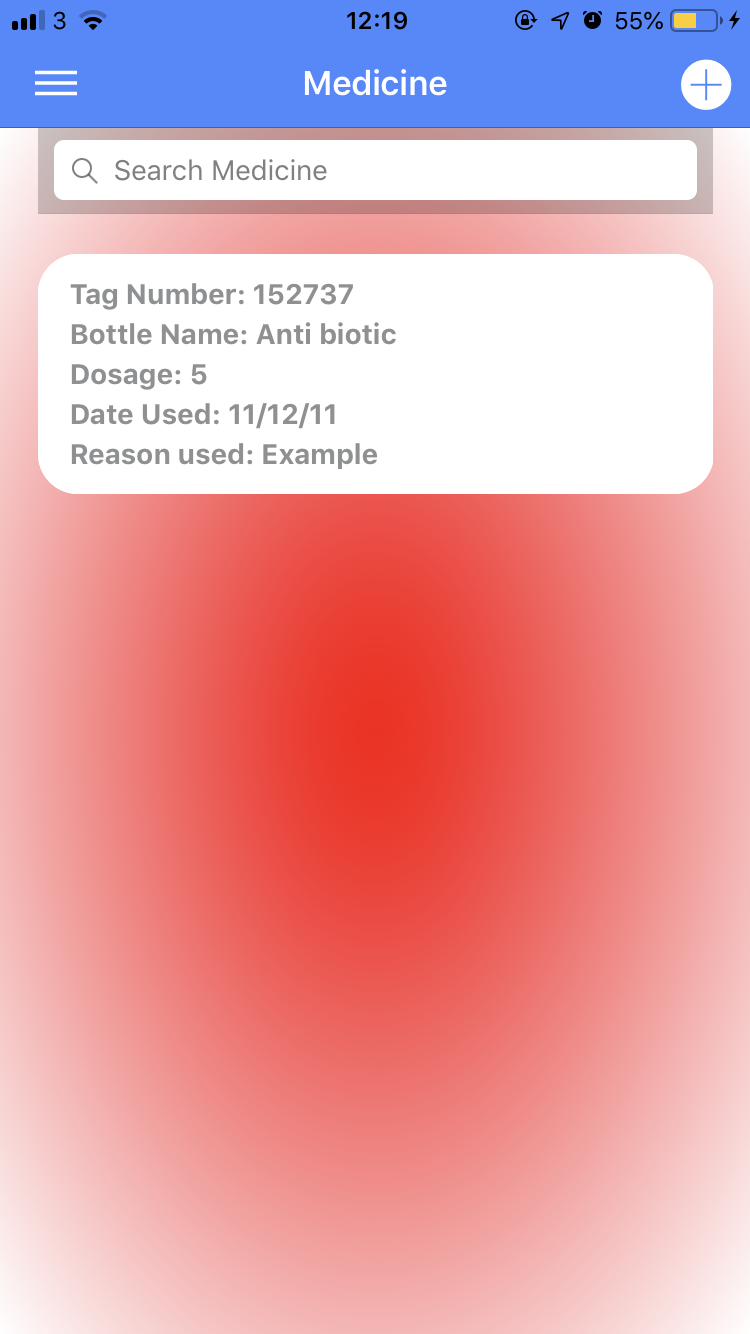 3 12:19 55%
Medicine
Search Medicine
Tag Number: 152737
Bottle Name: Anti biotic
Dosage: 5
Date Used: 11/12/11
Reason used: Example